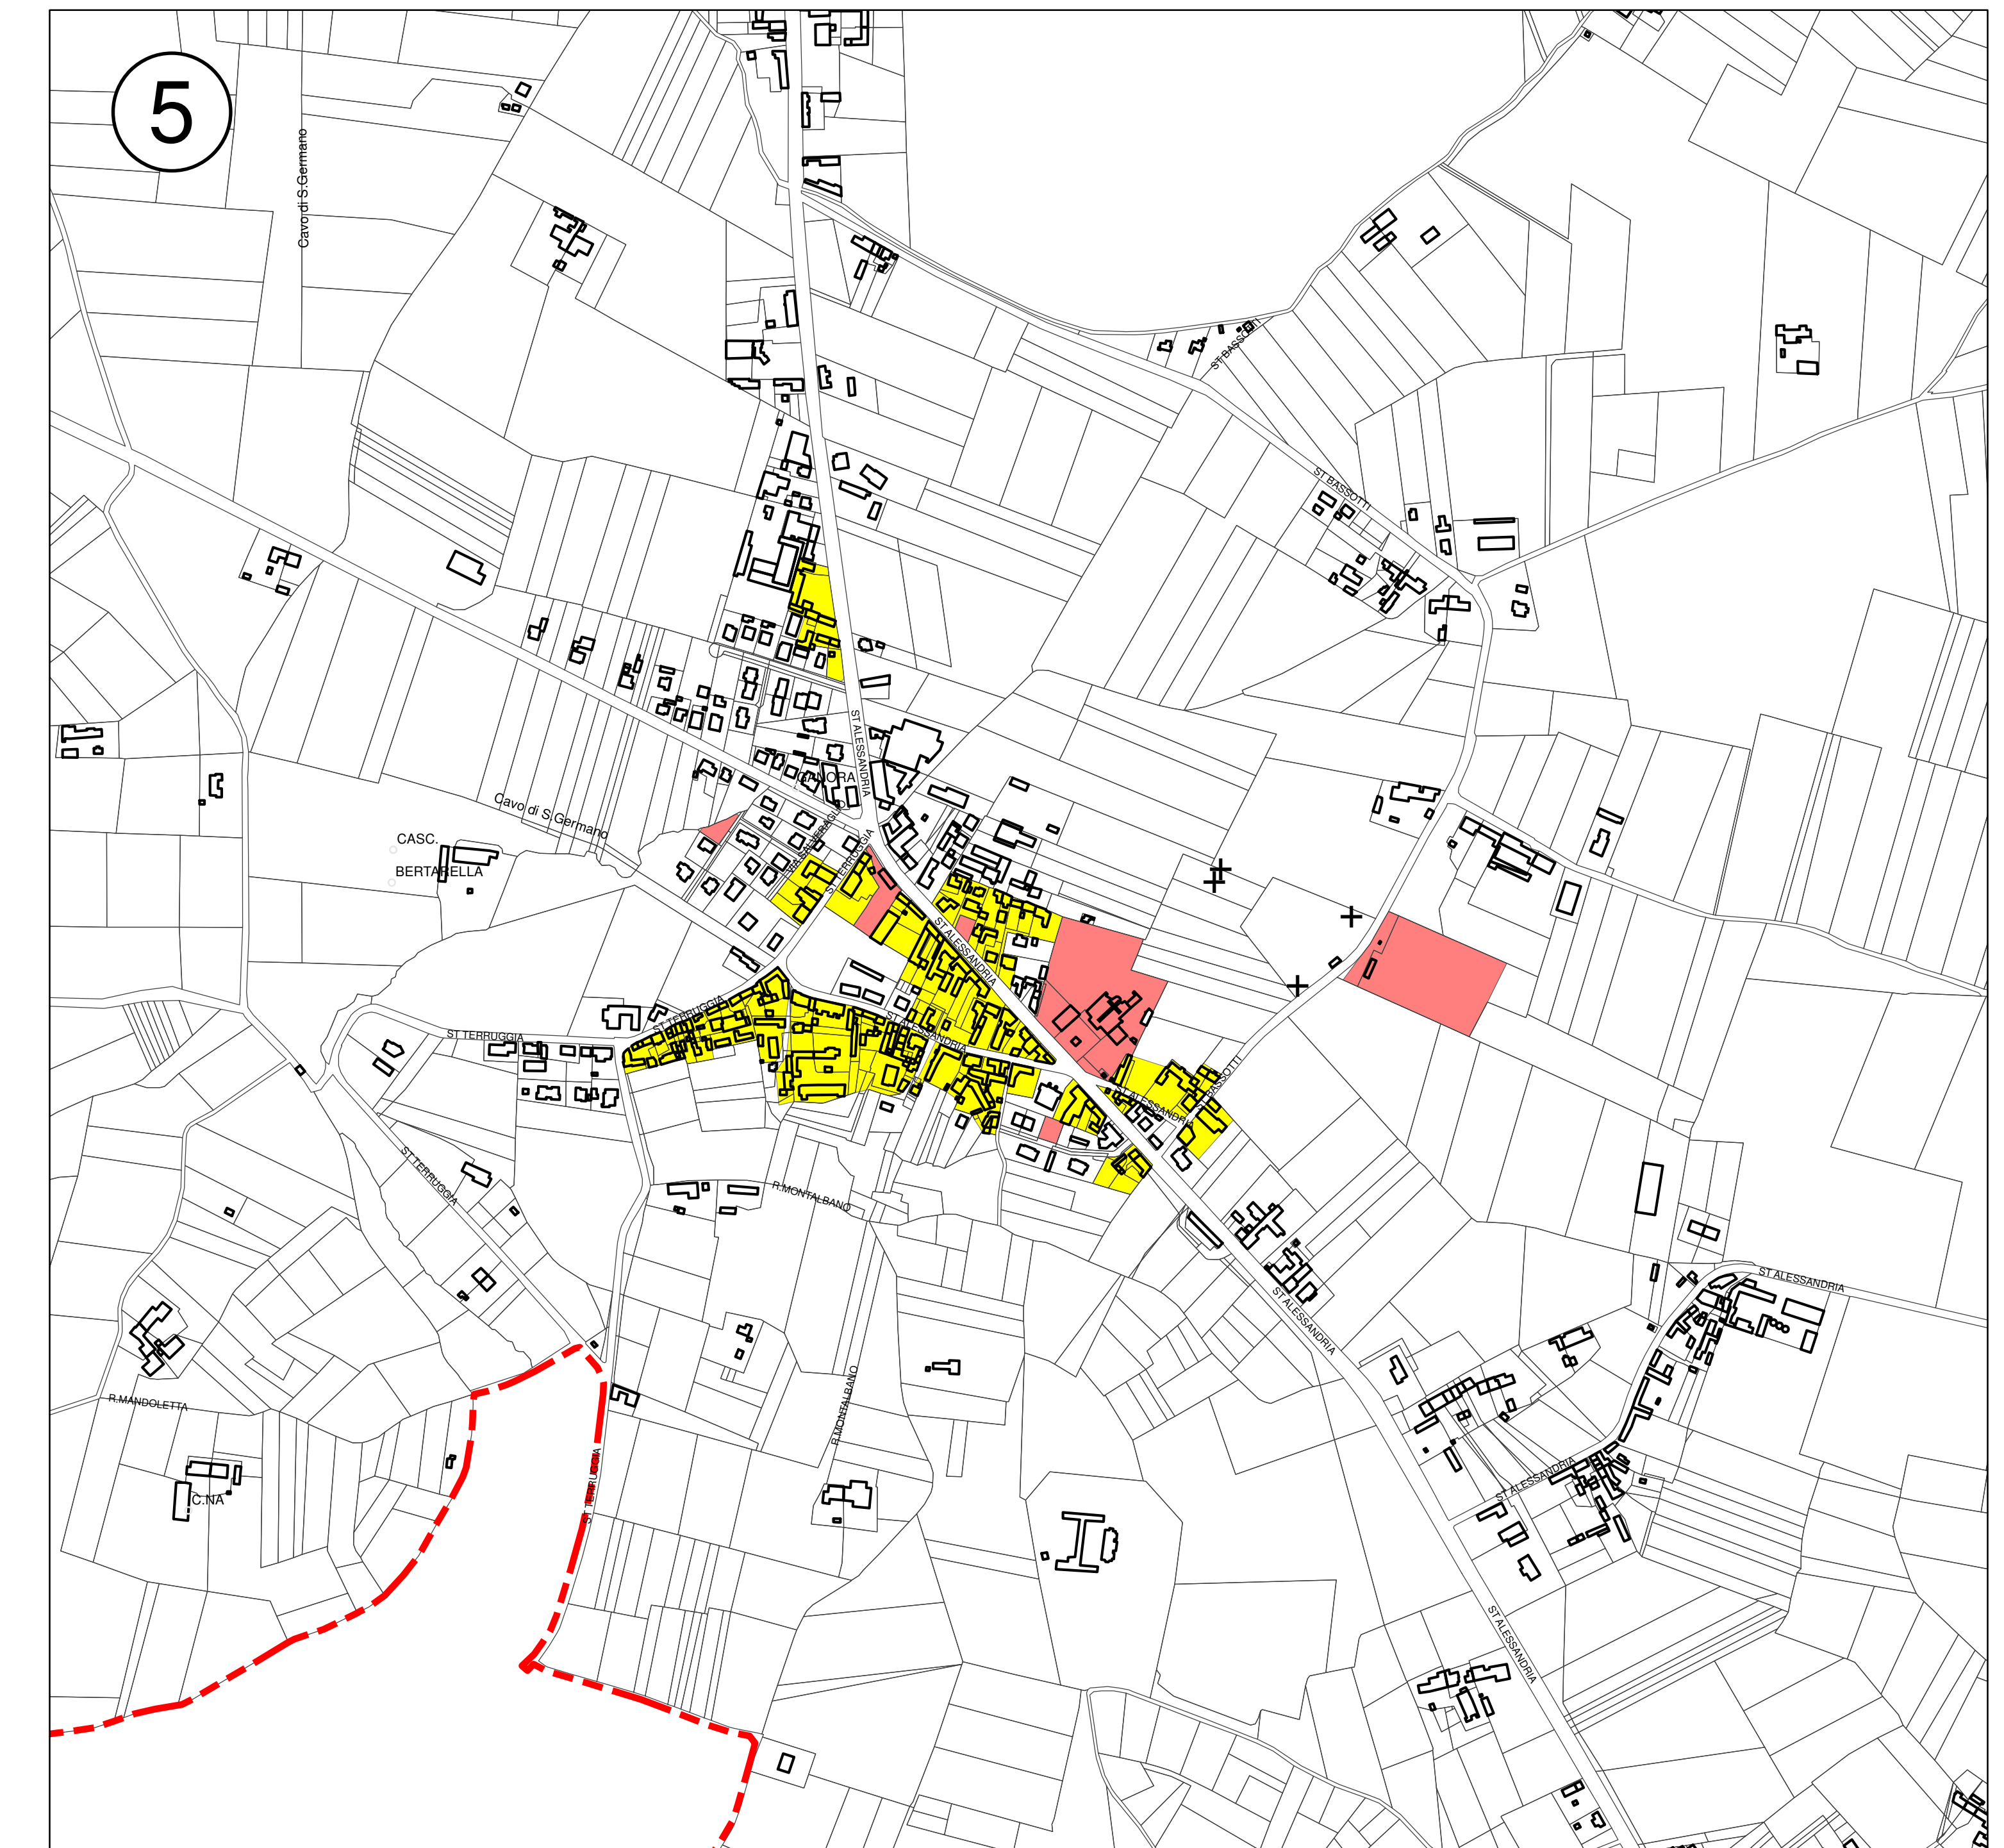 5
Cavo di S.Germano
ST BASSOTTI
ST BASSOTTI
ST ALESSANDRIA
GANORA
Cavo di S.Germano
VIA SALVERAGLIO
ST TERRUGGIA
CASC.
BERTARELLA
ST ALESSANDRIA
ST TERRUGGIA
ST ALESSANDRIA
ST TERRUGGIA
ST BASSOTTI
ST ALESSANDRIA
ST TERRUGGIA
R.MONTALBANO
ST ALESSANDRIA
ST ALESSANDRIA
R.MONTALBANO
R.MANDOLETTA
ST TERRUGGIA
ST ALESSANDRIA
C.NA
ST ALESSANDRIA